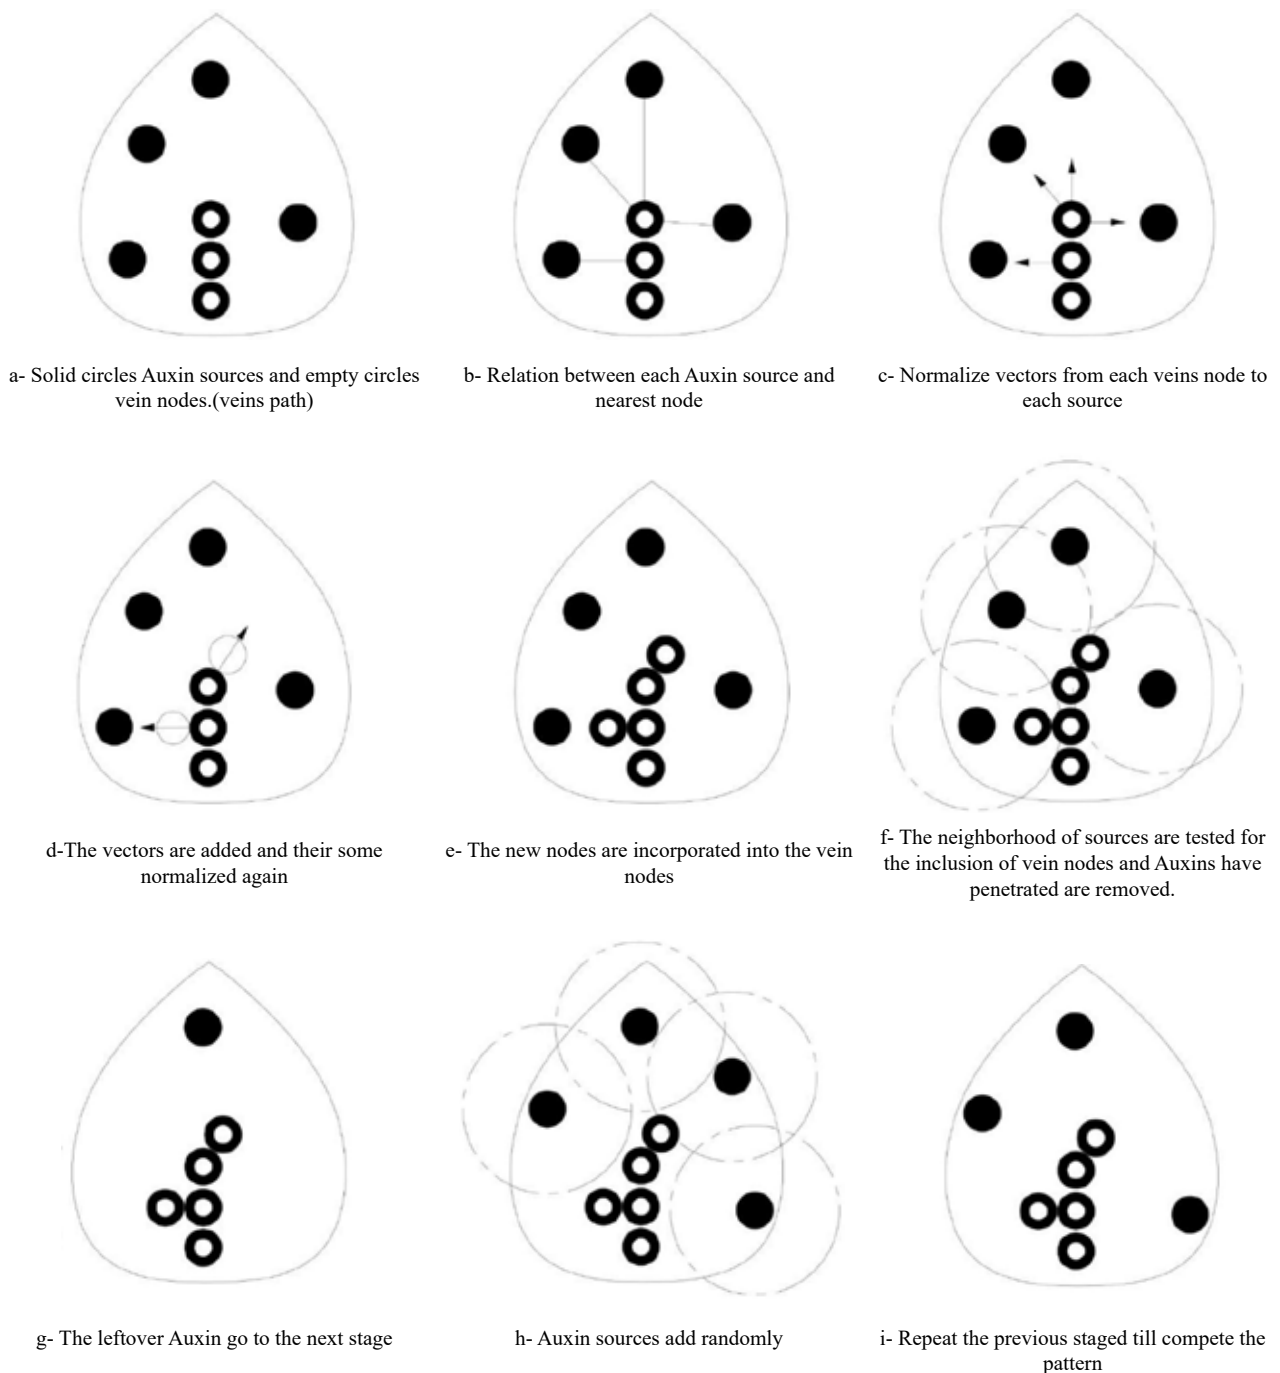 a- Solid circles Auxin sources and empty circles
vein nodes.(veins path)
b- Relation between each Auxin source and
nearest node
c- Normalize vectors from each veins node to
each source
d-The vectors are added and their some
normalized again
e- The new nodes are incorporated into the vein
nodes
f- The neighborhood of sources are tested for
the inclusion of vein nodes and Auxins have
penetrated are removed.
g- The leftover Auxin go to the next stage
h- Auxin sources add randomly
i- Repeat the previous staged till compete the
pattern